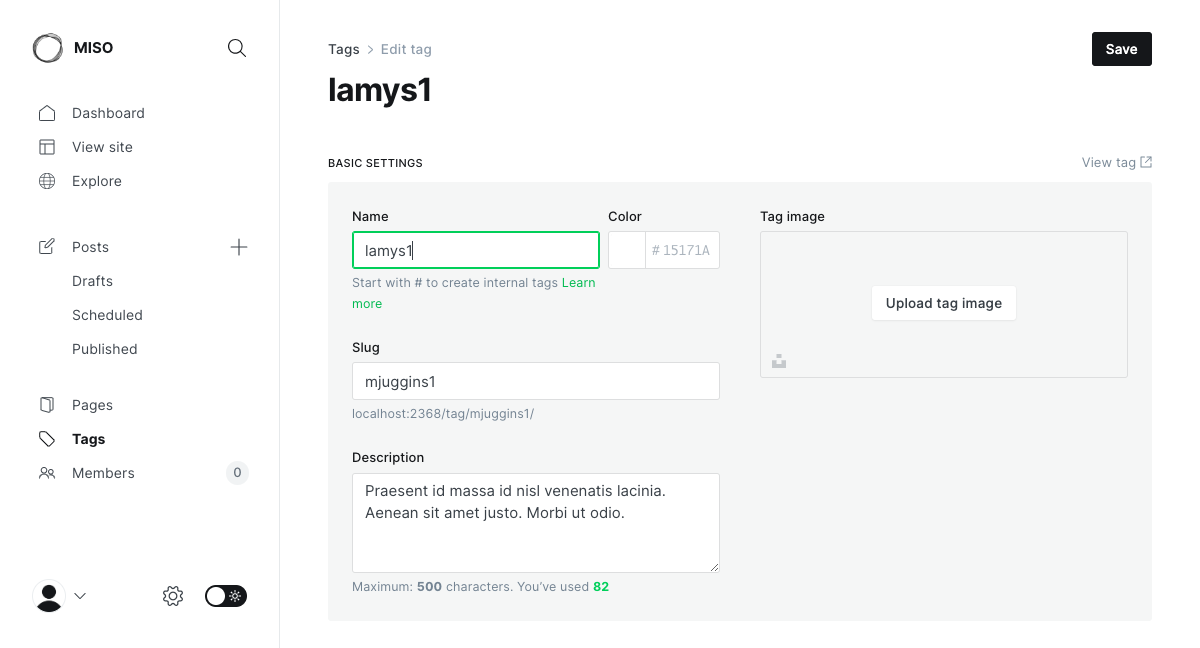 MISO
Dashboard
View site
Explore
Posts
Drafts
Scheduled
Published
Pages
Tags
Members 0
Tags > Edit tag
Save
lamys1
BASIC SETTINGS
View tag
Name
lamys1
Start with # to create internal tags Learn
more
Color
# 15171A
Slug
mjuggins1
localhost:2368/tag/mjuggins1/
Description
Praesent id massa id nisl venenatis lacinia.
Aenean sit amet justo. Morbi ut odio.
Maximum: 500 characters. You've used 82
Tag image
Upload tag image